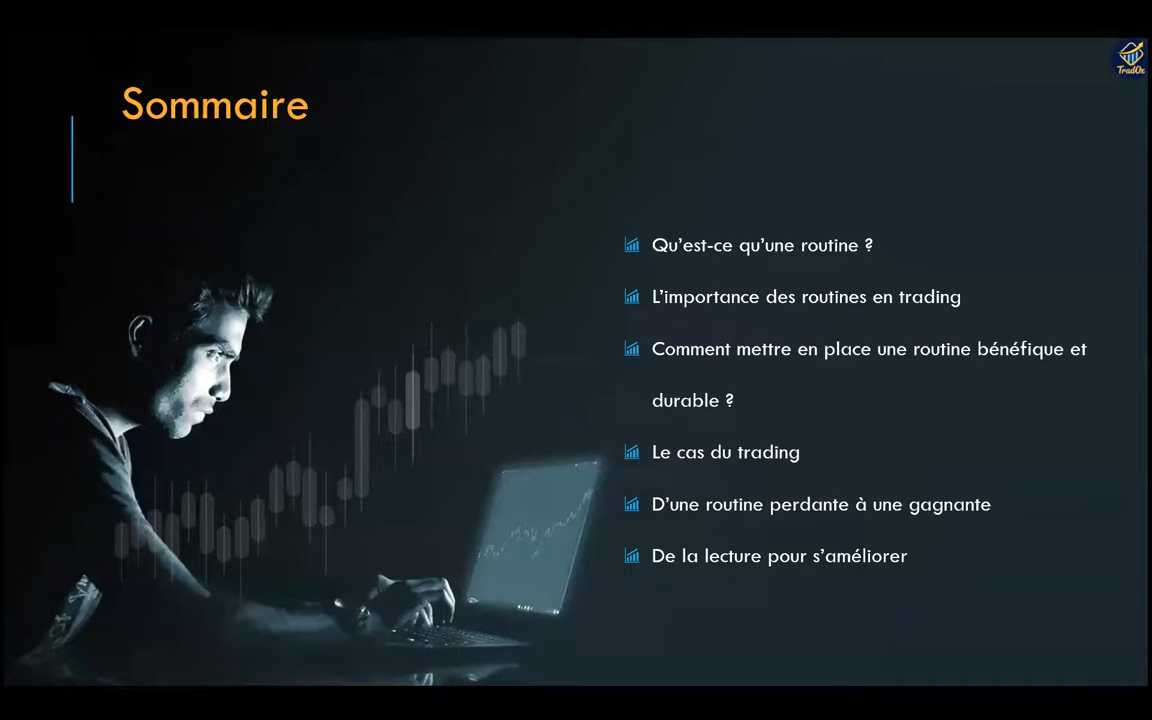 TradOx
Sommaire
Qu'est-ce qu'une routine ?
L'importance des routines en trading
Comment mettre en place une routine bénéfique et
durable ?
Le cas du trading
D'une routine perdante à une gagnante
De la lecture pour s'améliorer